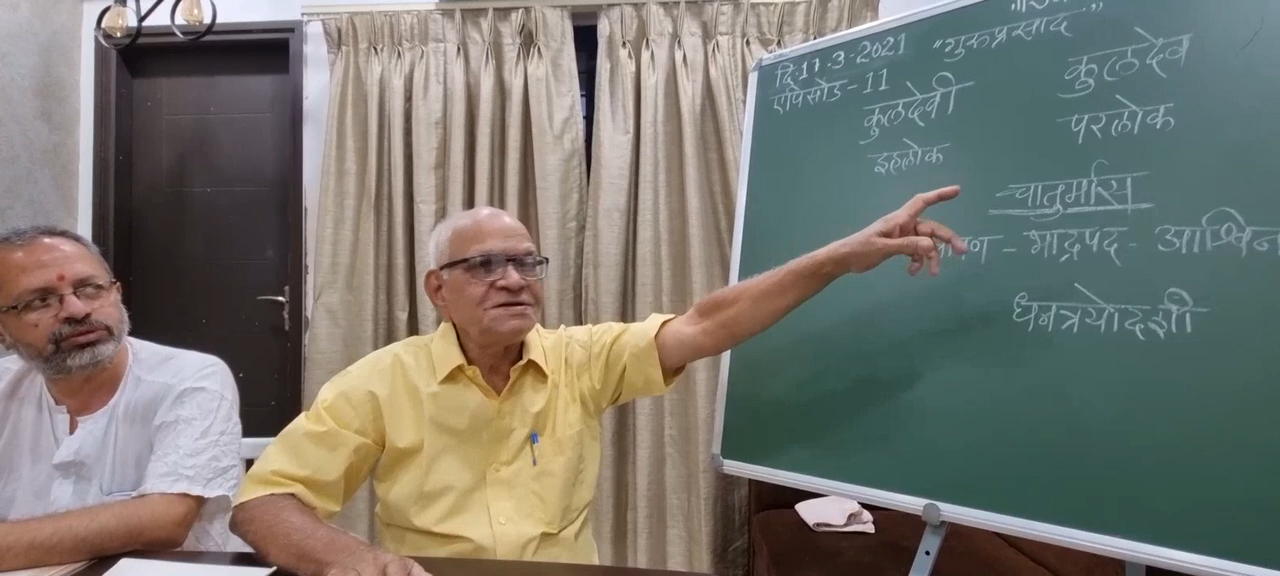 दि. 11.3-2021
"गुरूप्रसाद"
एपिसोड-11
कुलदेवी
कुलदेव
इहलोक
परलोक
चातुर्मास
- भाद्रपद - आश्विन
धनत्रयोदशी